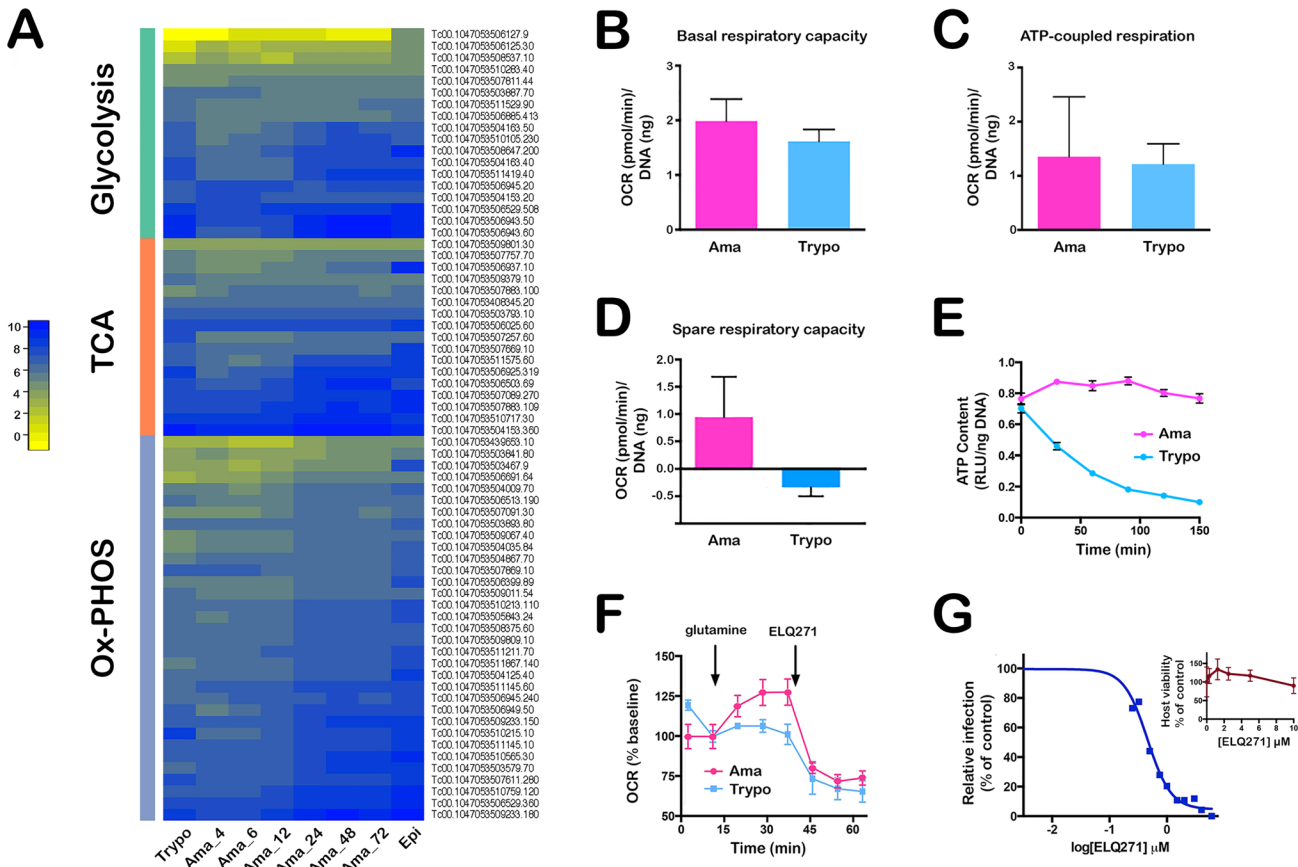 A
Glycolysis
TCA
Ox-PHOS
10
8
6
4
2
0
Tc00.1047053506127.9
Tc00.1047053506125.30
Tc00.1047053508537.10
Tc00.1047053510283.40
Tc00.1047053507811.44
Tc00.1047053503887.70
Tc00.1047053511529.90
Tc00.1047053506885.413
Tc00.1047053504163.50
Tc00.1047053510105.230
Tc00.1047053508647.200
Tc00.1047053504163.40
Tc00.1047053511419.40
Tc00.1047053506945.20
Tc00.1047053504153.20
Tc00.1047053506529.508
Tc00.1047053506943.50
Tc00.1047053506943.60
Tc00.1047053509801.30
Tc00.1047053507757.70
Tc00.1047053506937.10
Tc00.1047053509379.10
Tc00.1047053507883.100
Tc00.1047053408345.20
Tc00.1047053503793.10
Tc00.1047053506025.60
Tc00.1047053507257.60
Tc00.1047053507669.10
Tc00.1047053511575.60
Tc00.1047053506925.319
Tc00.1047053506503.69
Tc00.1047053507089.270
Tc00.1047053507883.109
Tc00.1047053510717.30
Tc00.1047053504153.360
Tc00.1047053439653.10
Tc00.1047053503841.80
Tc00.1047053503467.9
Tc00.1047053506691.64
Tc00.1047053504009.70
Tc00.1047053506513.190
Tc00.1047053507091.30
Tc00.1047053503893.80
Tc00.1047053509067.40
Tc00.1047053504035.84
Tc00.1047053504867.70
Tc00.1047053507869.10
Tc00.1047053506399.89
Tc00.1047053509011.54
Tc00.1047053510213.110
Tc00.1047053505843.24
Tc00.1047053508375.60
Tc00.1047053509809.10
Tc00.1047053511211.70
Tc00.1047053511867.140
Tc00.1047053504125.40
Tc00.1047053511145.60
Tc00.1047053506945.240
Tc00.1047053506949.50
Tc00.1047053509233.150
Tc00.1047053510215.10
Tc00.1047053511145.10
Tc00.1047053510565.30
Tc00.1047053503579.70
Tc00.1047053507611.280
Tc00.1047053510759.120
Tc00.1047053506529.360
Tc00.1047053509233.180
Trypo
Ama_4
Ama_6
Ama_12
Ama_24
Ama_48
Ama_72
Epi
B
Basal respiratory capacity
OCR (pmol/min)/
DNA (ng)
3
2
1
0
Ama
Trypo
C
ATP-coupled respiration
OCR (pmol/min)/
DNA (ng)
3
2
1
0
Ama
Trypo
D
Spare respiratory capacity
OCR (pmol/min)/
DNA (ng)
2.0
1.5
1.0
0.5
0.0
-0.5
Ama
Trypo
E
ATP Content
(RLU/ng DNA)
1.0
0.8
0.6
0.4
0.2
0.0
0
50
100
150
Time (min)
Ama
Trypo
F
glutamine
ELQ271
OCR (% baseline)
150
125
100
75
50
0
15
30
45
60
Time (min)
Ama
Trypo
G
Relative infection
(% of control)
100
80
60
40
20
0
-2
-1
0
log[ELQ271] µM
Host viability
% of control
150
100
50
0
0
2
4
6
8
10
[ELQ271] µM